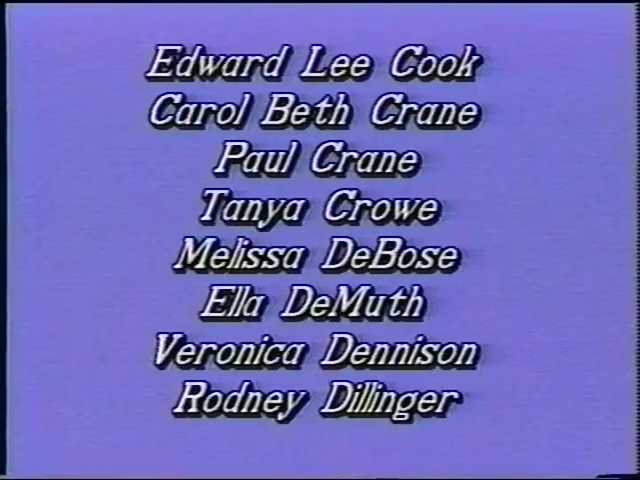 Edward Lee Cook
Carol Beth Crane
Paul Crane
Tanya Crowe
Melissa DeBose
Ella DeMuth
Veronica Dennison
Rodney Dillinger